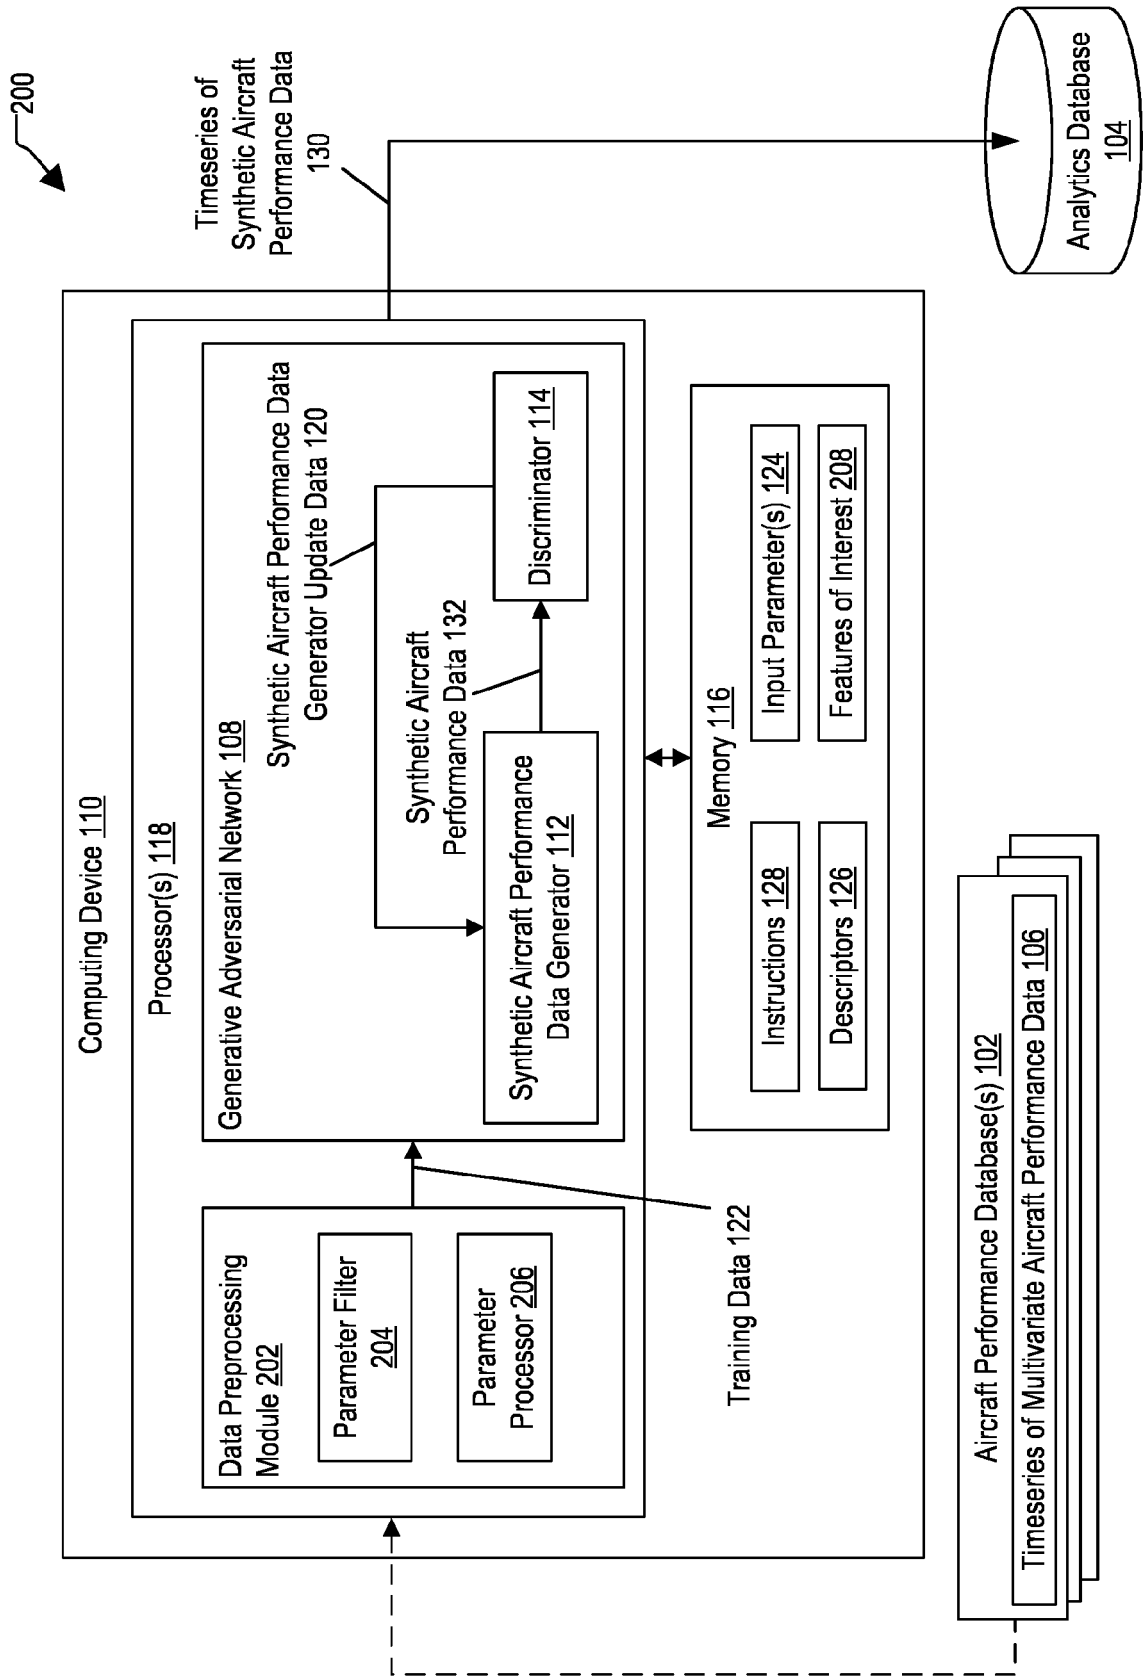 200
Timeseries of
Synthetic Aircraft
Performance Data
130
Computing Device 110
Processor(s) 118
Data Preprocessing
Module 202
Parameter Filter
204
Parameter
Processor 206
Training Data 122
Generative Adversarial Network 108
Synthetic Aircraft Performance Data
Generator Update Data 120
Synthetic Aircraft
Performance Data 132
Synthetic Aircraft Performance
Data Generator 112
Discriminator 114
Memory 116
Instructions 128
Input Parameter(s) 124
Descriptors 126
Features of Interest 208
Aircraft Performance Database(s) 102
Timeseries of Multivariate Aircraft Performance Data 106
Analytics Database
104